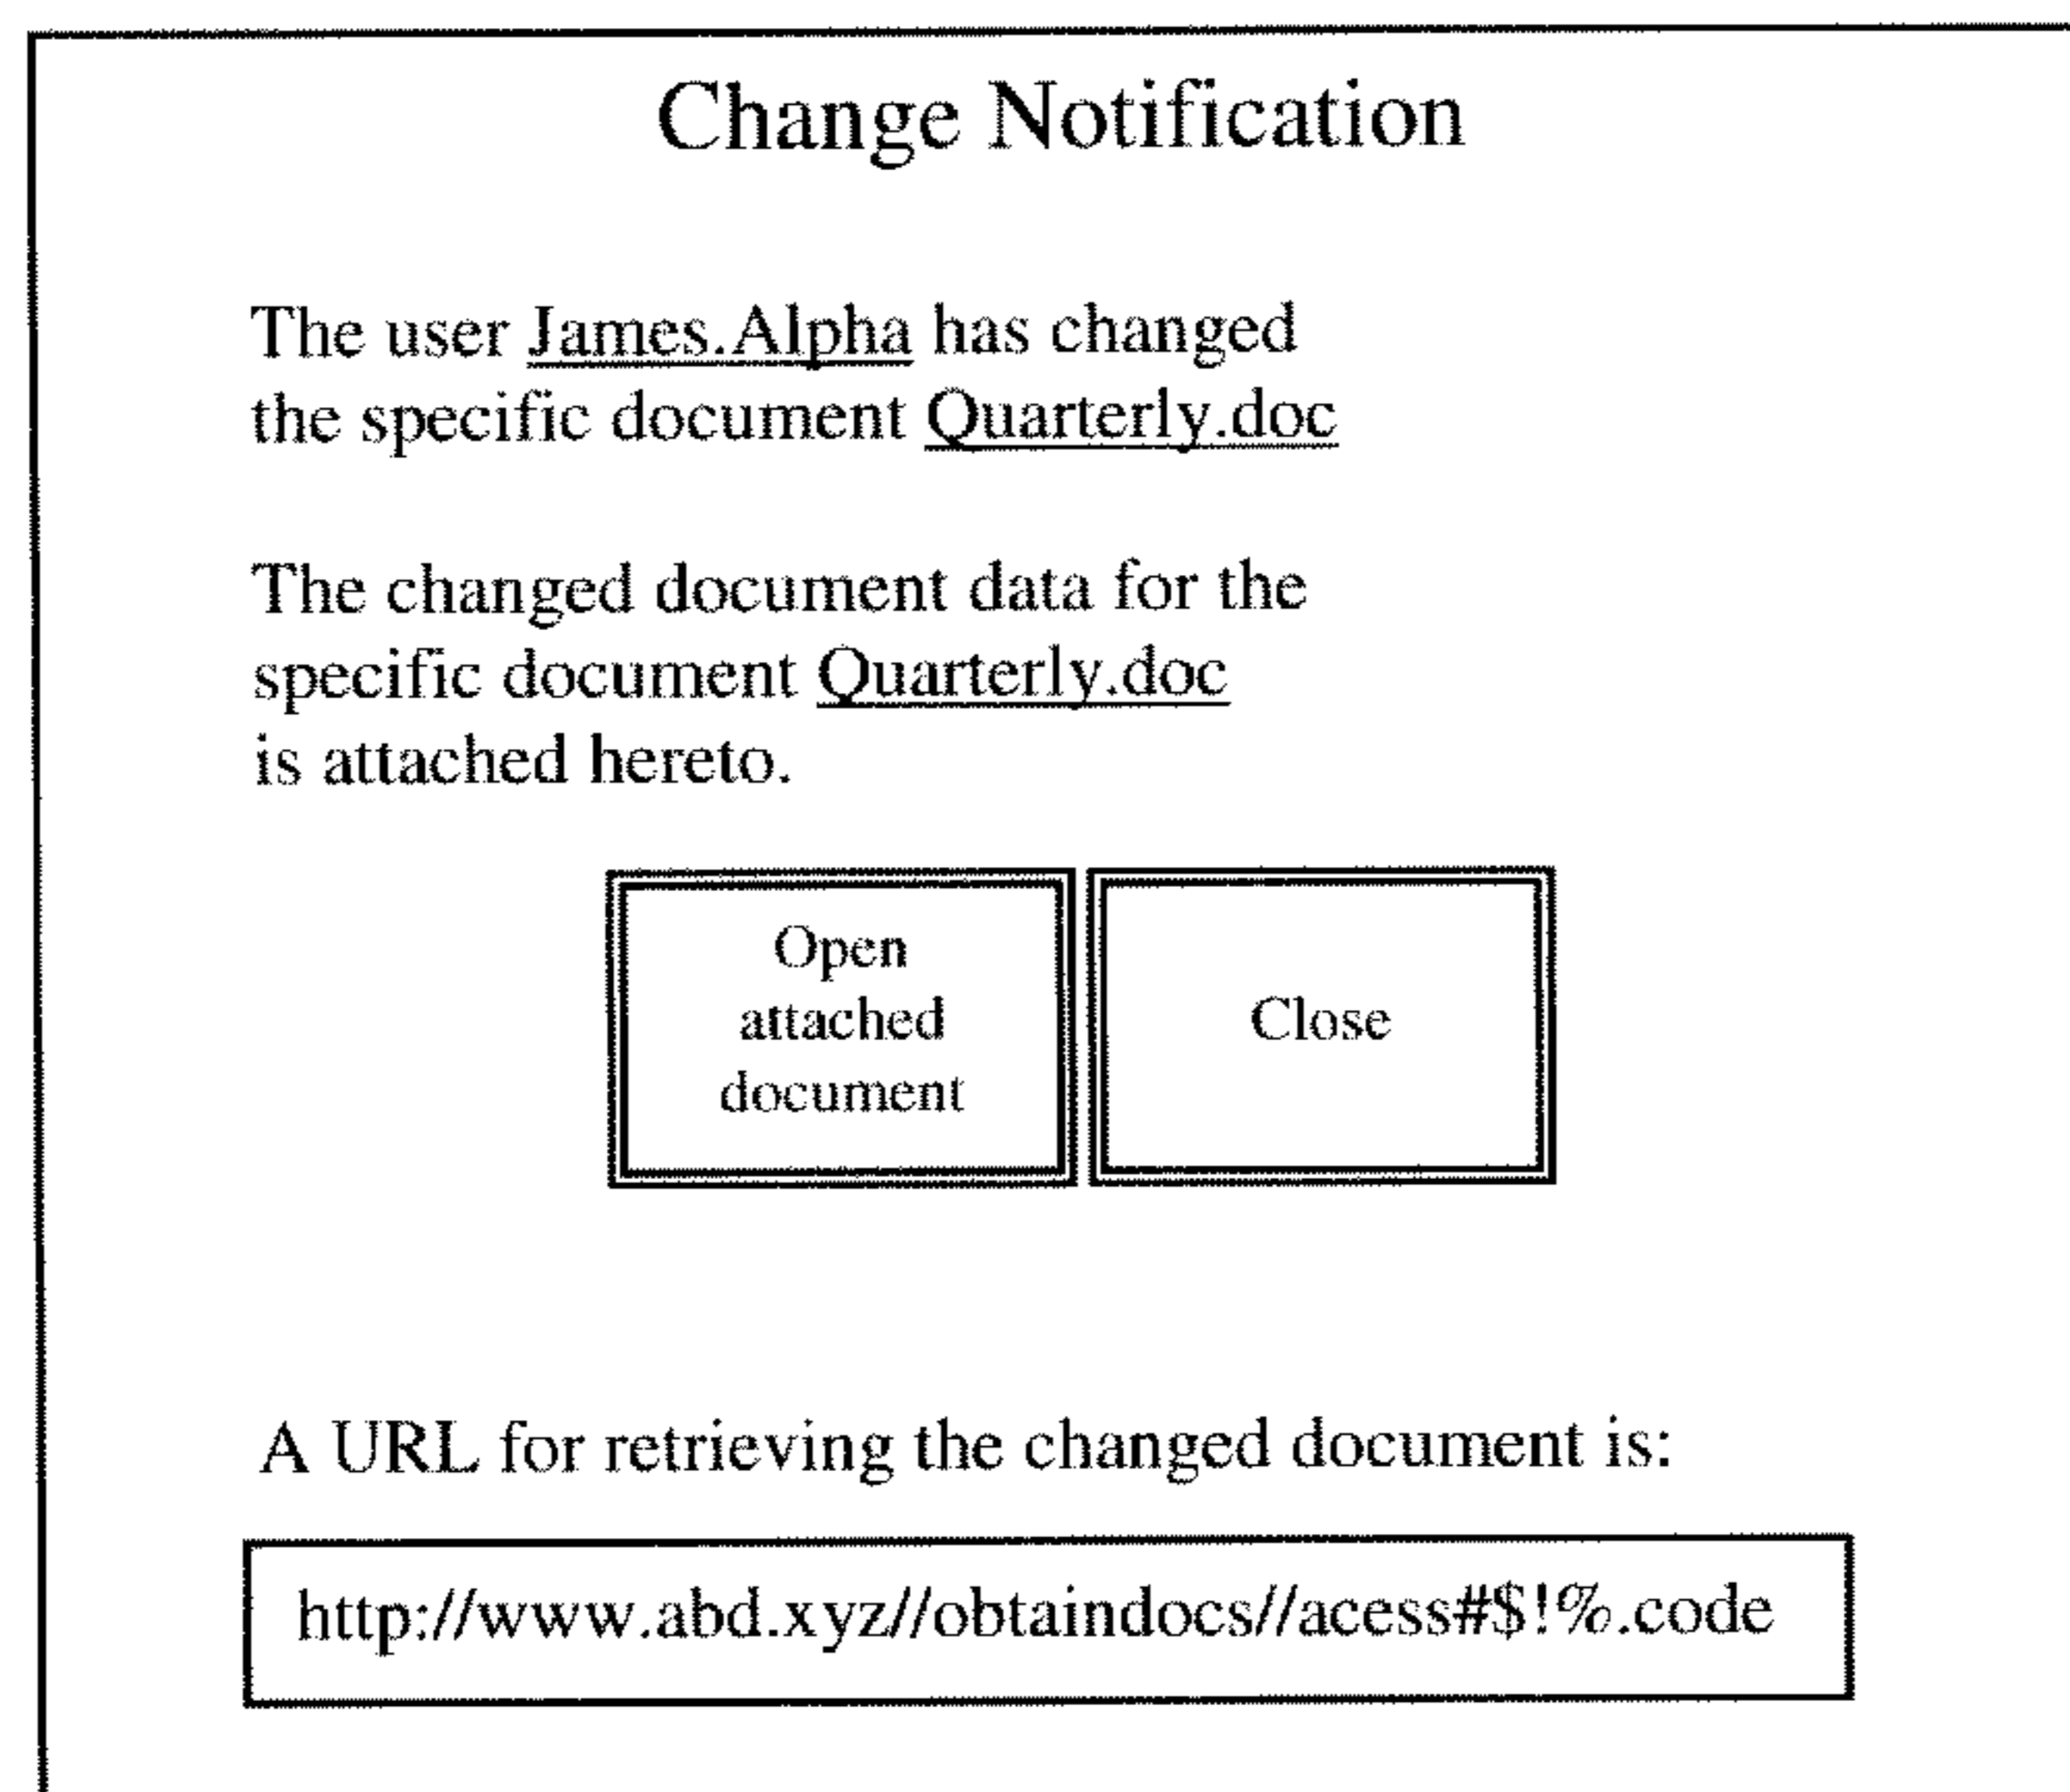 Change Notification
The user James.Alpha has changed
the specific document Quarterly.doc
The changed document data for the
specific document Quarterly.doc
is attached hereto.
Open
attached
document
Close
A URL for retrieving the changed document is:
http://www.abd.xyz//obtaindocs//acess#$!%.code